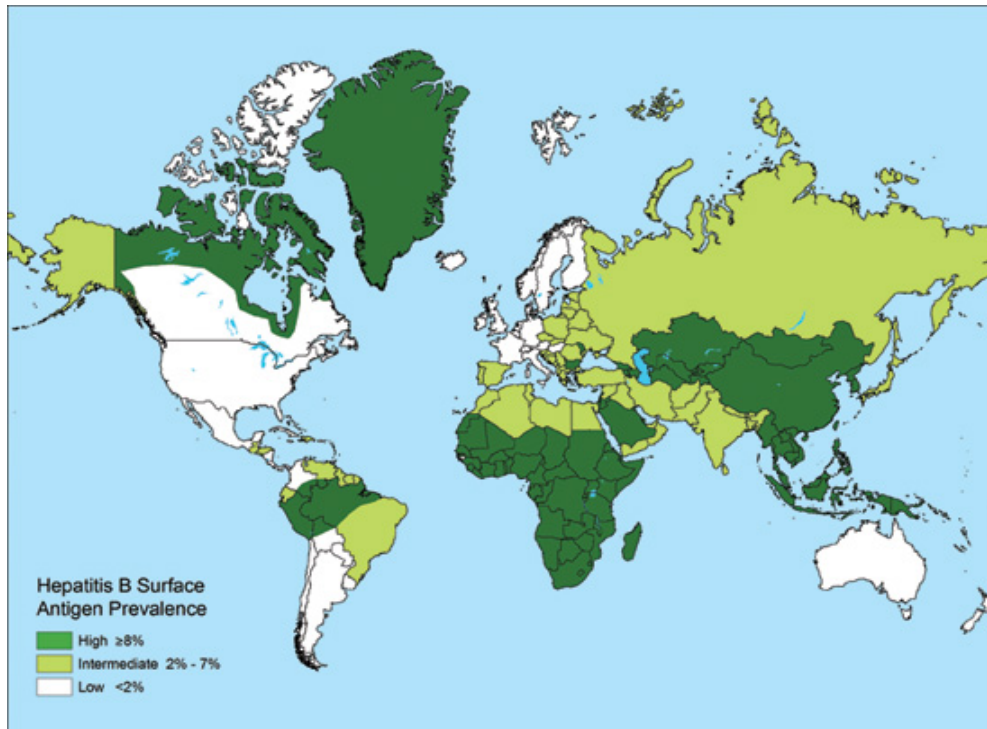 Hepatitis B Surface
Antigen Prevalence
High ≥8%
Intermediate 2% - 7%
Low <2%